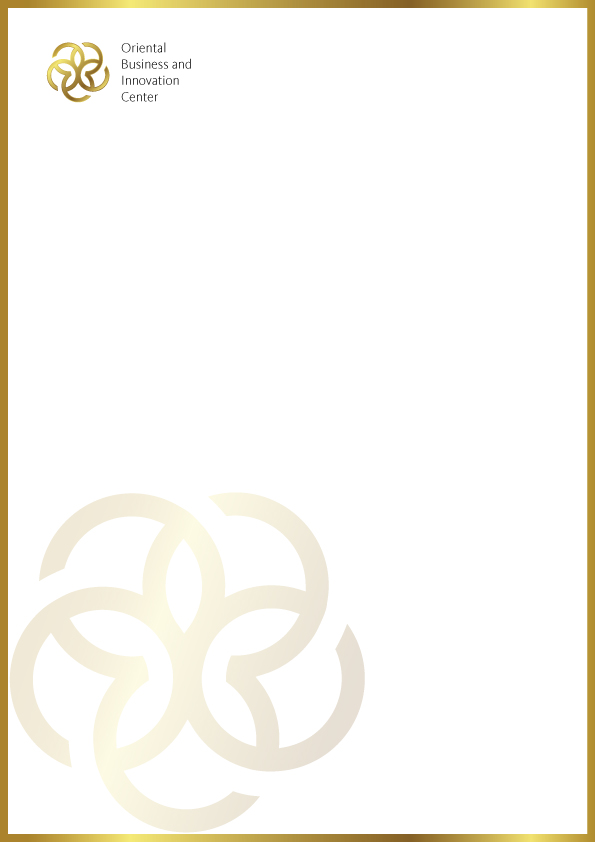 Oriental
Business and
Innovation
Center